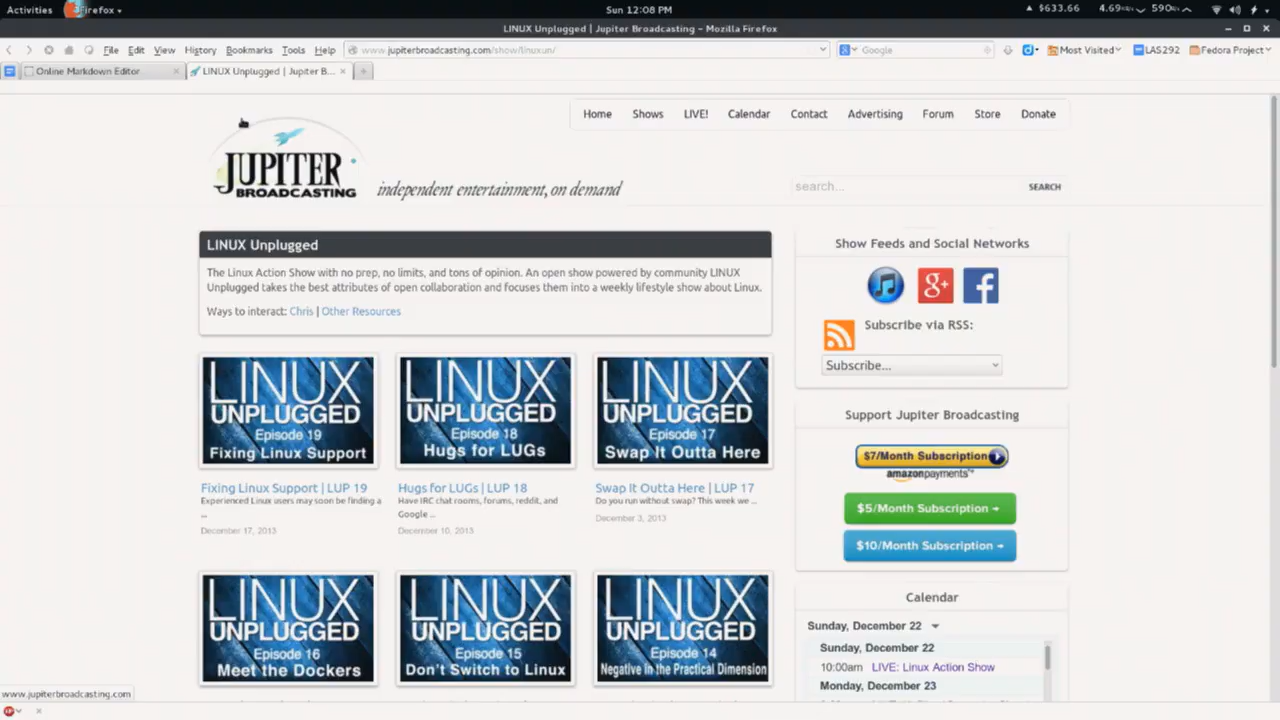 Activities
Firefox
Sun 12:08 PM
$633.66
LINUX Unplugged | Jupiter Broadcasting - Mozilla Firefox
File Edit View History Bookmarks Tools Help
www.jupiterbroadcasting.com/show/linuxun/
Google
Most Visited
LAS292
Fedora Project
Online Markdown Editor
LINUX Unplugged | Jupiter B...
Home Shows LIVE! Calendar Contact Advertising Forum Store Donate
JUPITER
BROADCASTING
independent entertainment, on demand
search...
SEARCH
LINUX Unplugged
The Linux Action Show with no prep, no limits, and tons of opinion. An open show powered by community LINUX
Unplugged takes the best attributes of open collaboration and focuses them into a weekly lifestyle show about Linux.
Ways to interact: Chris | Other Resources
LINUX
UNPLUGGED
Episode 19
Fixing Linux Support
Fixing Linux Support | LUP 19
Experienced Linux users may soon be finding a
...
December 17, 2013
LINUX
UNPLUGGED
Episode 18
Hugs for LUGs
Hugs for LUGs | LUP 18
Have IRC chat rooms, forums, reddit, and
Google ...
December 10, 2013
LINUX
UNPLUGGED
Episode 17
Swap It Outta Here
Swap It Outta Here | LUP 17
Do you run without swap? This week we ...
December 3, 2013
LINUX
UNPLUGGED
Episode 16
Meet the Dockers
LINUX
UNPLUGGED
Episode 15
Don't Switch to Linux
LINUX
UNPLUGGED
Episode 14
Negative in the Practical Dimension
Show Feeds and Social Networks
Subscribe via RSS:
Subscribe...
Support Jupiter Broadcasting
$7/Month Subscription
amazonpayments™
$5/Month Subscription →
$10/Month Subscription →
Calendar
Sunday, December 22
Sunday, December 22
10:00am LIVE: Linux Action Show
Monday, December 23
www.jupiterbroadcasting.com